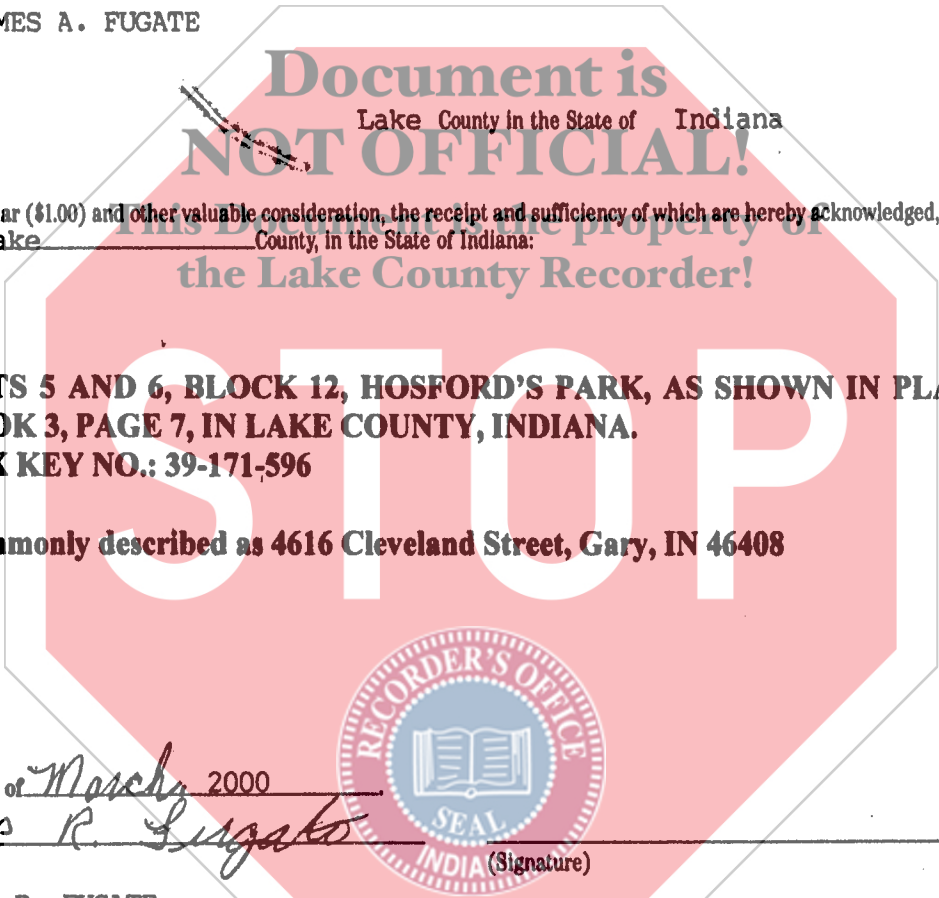 MES A. FUGATE
Document is
Lake County in the State of Indiana
NOT OFFICIAL!
ar ($1.00) and other valuable consideration, the receipt and sufficiency of which are hereby acknowledged,
This Document is the property of
ake County, in the State of Indiana:
the Lake County Recorder!
STOP
TS 5 AND 6, BLOCK 12, HOSFORD'S PARK, AS SHOWN IN PLA
OK 3, PAGE 7, IN LAKE COUNTY, INDIANA.
KEY NO.: 39-171-596
mmonly described as 4616 Cleveland Street, Gary, IN 46408
RECORDER'S OFFICE
SEAL
INDIANA
of March, 2000
R. Fugate
(Signature)
R. FUGATE